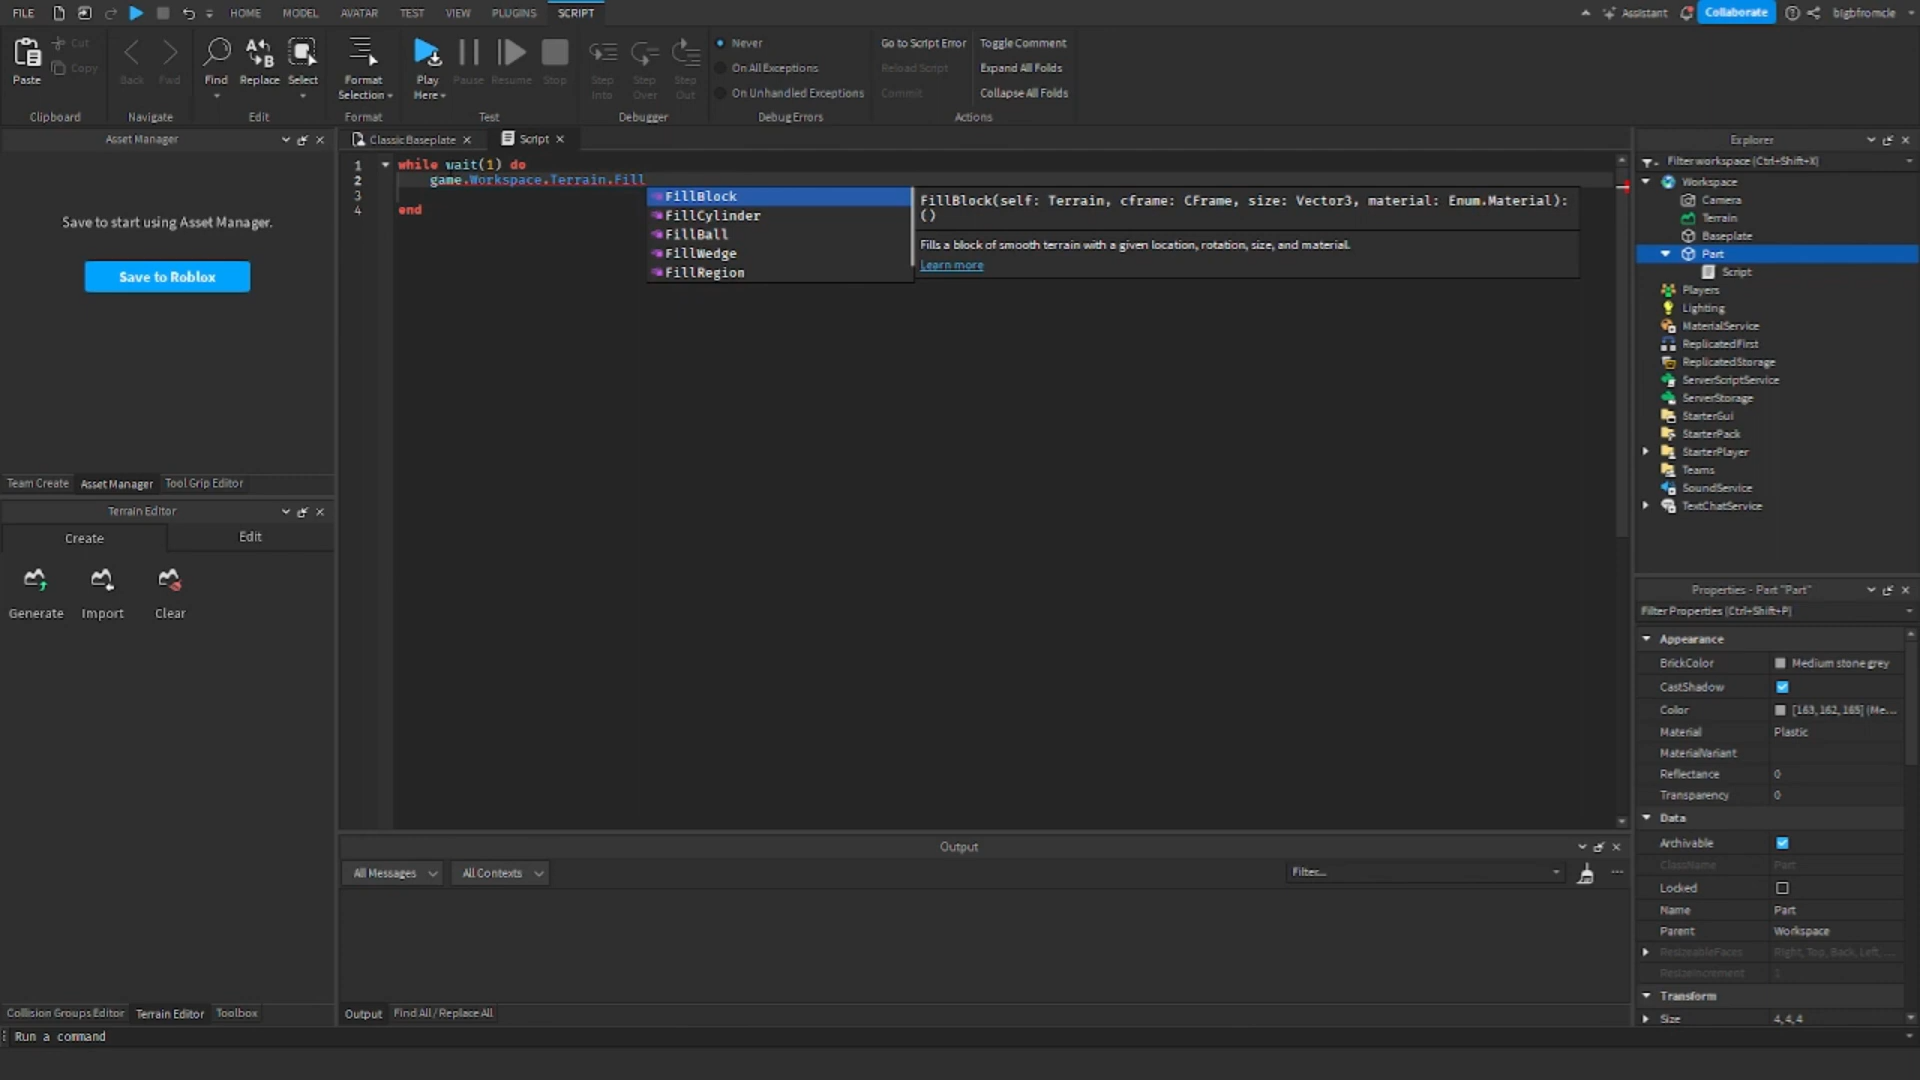 FILE HOME MODEL AVATAR TEST VIEW PLUGINS SCRIPT Assistant Collaborate bigbfromcle
Paste Cut Copy Back Fwd Find Replace Select Format Selection Play Here Pause Resume Stop Step Into Step Over Step Out
Never Go to Script Error Toggle Comment
On All Exceptions Reload Script Expand All Folds
On Unhandled Exceptions Commit Collapse All Folds
Clipboard Navigate Edit Format Test Debugger Debug Errors Actions
Asset Manager
Save to start using Asset Manager.
Save to Roblox
Team Create Asset Manager Tool Grip Editor
Terrain Editor
Create Edit
Generate Import Clear
Collision Groups Editor Terrain Editor Toolbox
Classic Baseplate Script
1 while wait(1) do
2 game.Workspace.Terrain.Fill
3
4 end
FillBlock
FillCylinder
FillBall
FillWedge
FillRegion
FillBlock(self: Terrain, cframe: CFrame, size: Vector3, material: Enum.Material):
()
Fills a block of smooth terrain with a given location, rotation, size, and material.
Learn more
Output
All Messages All Contexts Filter...
Output Find All / Replace All
Explorer
Filter workspace (Ctrl+Shift+X)
Workspace
Camera
Terrain
Baseplate
Part
Script
Players
Lighting
MaterialService
ReplicatedFirst
ReplicatedStorage
ServerScriptService
ServerStorage
StarterGui
StarterPack
StarterPlayer
Teams
SoundService
TextChatService
Properties - Part "Part"
Filter Properties (Ctrl+Shift+P)
Appearance
BrickColor Medium stone grey
CastShadow
Color [163, 162, 165] (Me...
Material Plastic
MaterialVariant
Reflectance 0
Transparency 0
Data
Archivable
ClassName Part
Locked
Name Part
Parent Workspace
ResizeableFaces Right, Top, Back, Left, ...
ResizeIncrement 1
Transform
Size 4, 4, 4
Run a command